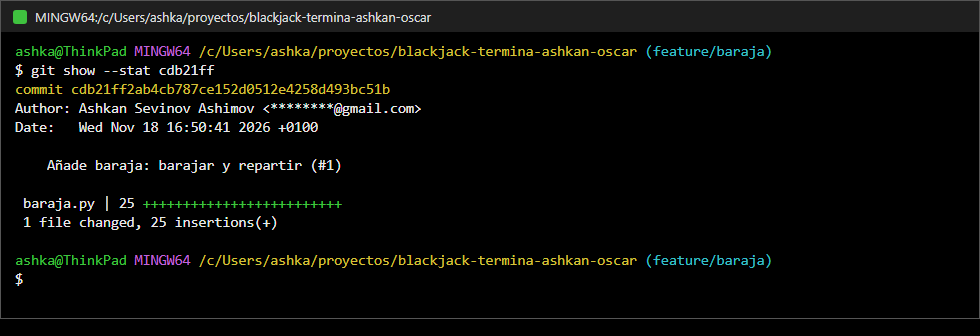 MINGW64:/c/Users/ashka/proyectos/blackjack-termina-ashkan-oscar
ashka@ThinkPad MINGW64 /c/Users/ashka/proyectos/blackjack-termina-ashkan-oscar (feature/baraja)
$ git show --stat cdb21ff
commit cdb21ff2ab4cb787ce152d0512e4258d493bc51b
Author: Ashkan Sevinov Ashimov <********@gmail.com>
Date:   Wed Nov 18 16:50:41 2026 +0100
    Añade baraja: barajar y repartir (#1)
 baraja.py | 25 +++++++++++++++++++++++++
 1 file changed, 25 insertions(+)
ashka@ThinkPad MINGW64 /c/Users/ashka/proyectos/blackjack-termina-ashkan-oscar (feature/baraja)
$